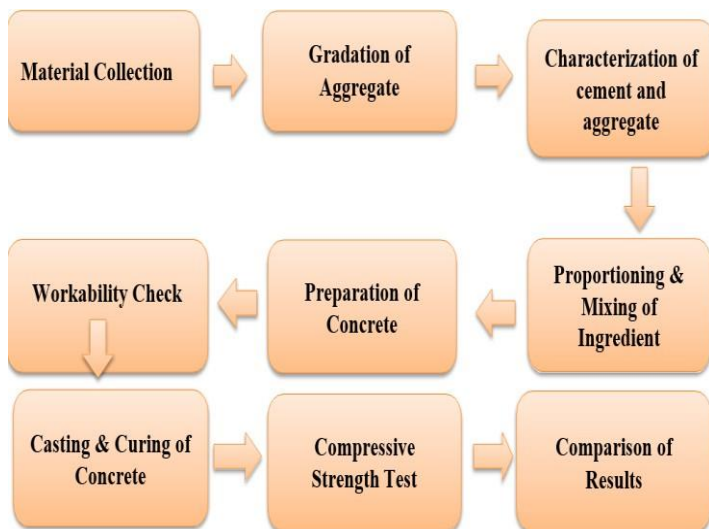 Material Collection
Gradation of
Aggregate
Characterization of
cement and
aggregate
Proportioning &
Mixing of
Ingredient
Preparation of
Concrete
Workability Check
Casting & Curing of
Concrete
Compressive
Strength Test
Comparison of
Results